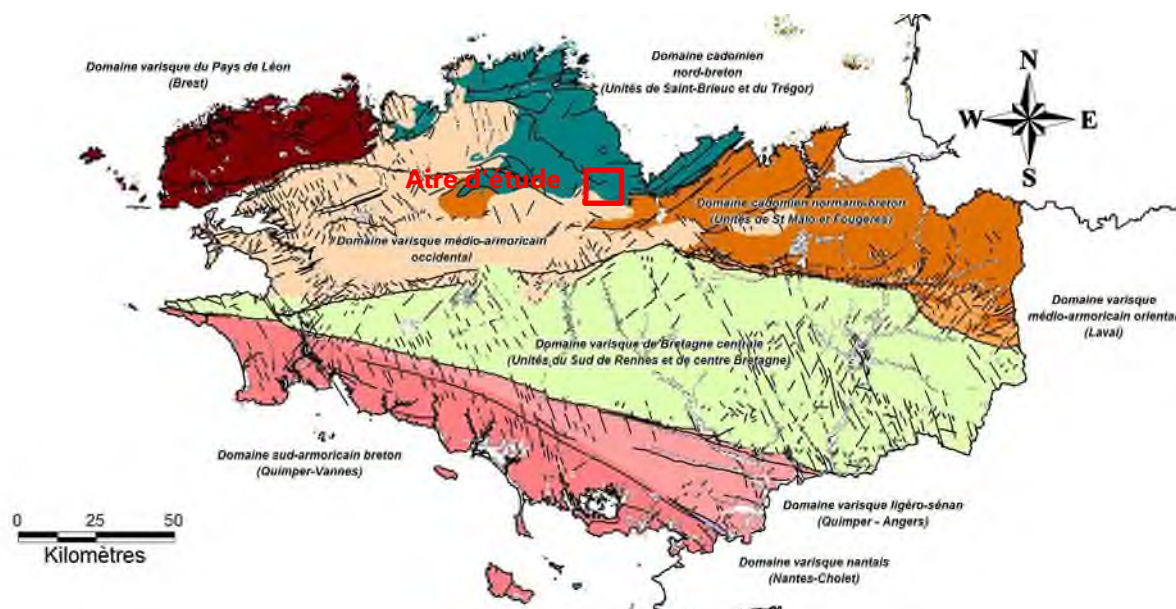 Domaine varisque du Pays de Léon
(Brest)
Domaine cadomien
nord-breton
(Unités de Saint-Brieuc et du Trégor)
N
W
E
S
Aire d'étude
Domaine cadomien normano-breton
(Unités de St Malo et Fougères)
Domaine varisque médio-armoricain
occidental
Domaine varisque
médio-armoricain oriental
(Laval)
Domaine varisque de Bretagne centrale
(Unités du Sud de Rennes et de centre Bretagne)
Domaine sud-armoricain breton
(Quimper-Vannes)
Domaine varisque ligéro-sénan
(Quimper - Angers)
Domaine varisque nantais
(Nantes-Cholet)
0 25 50
Kilomètres